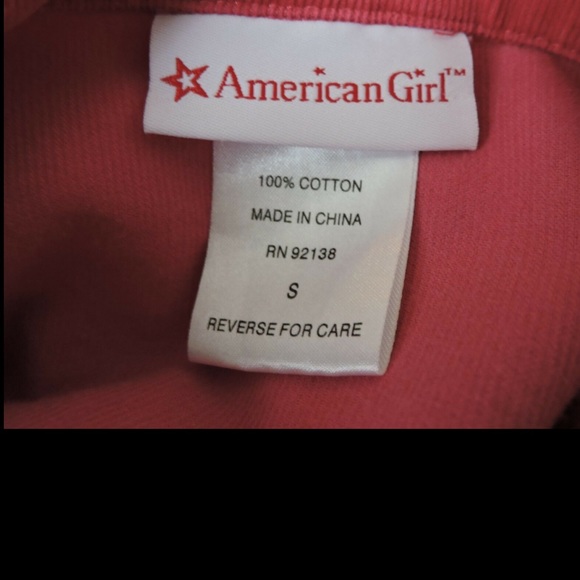 American Girl™
100% COTTON
MADE IN CHINA
RN 92138
S
REVERSE FOR CARE